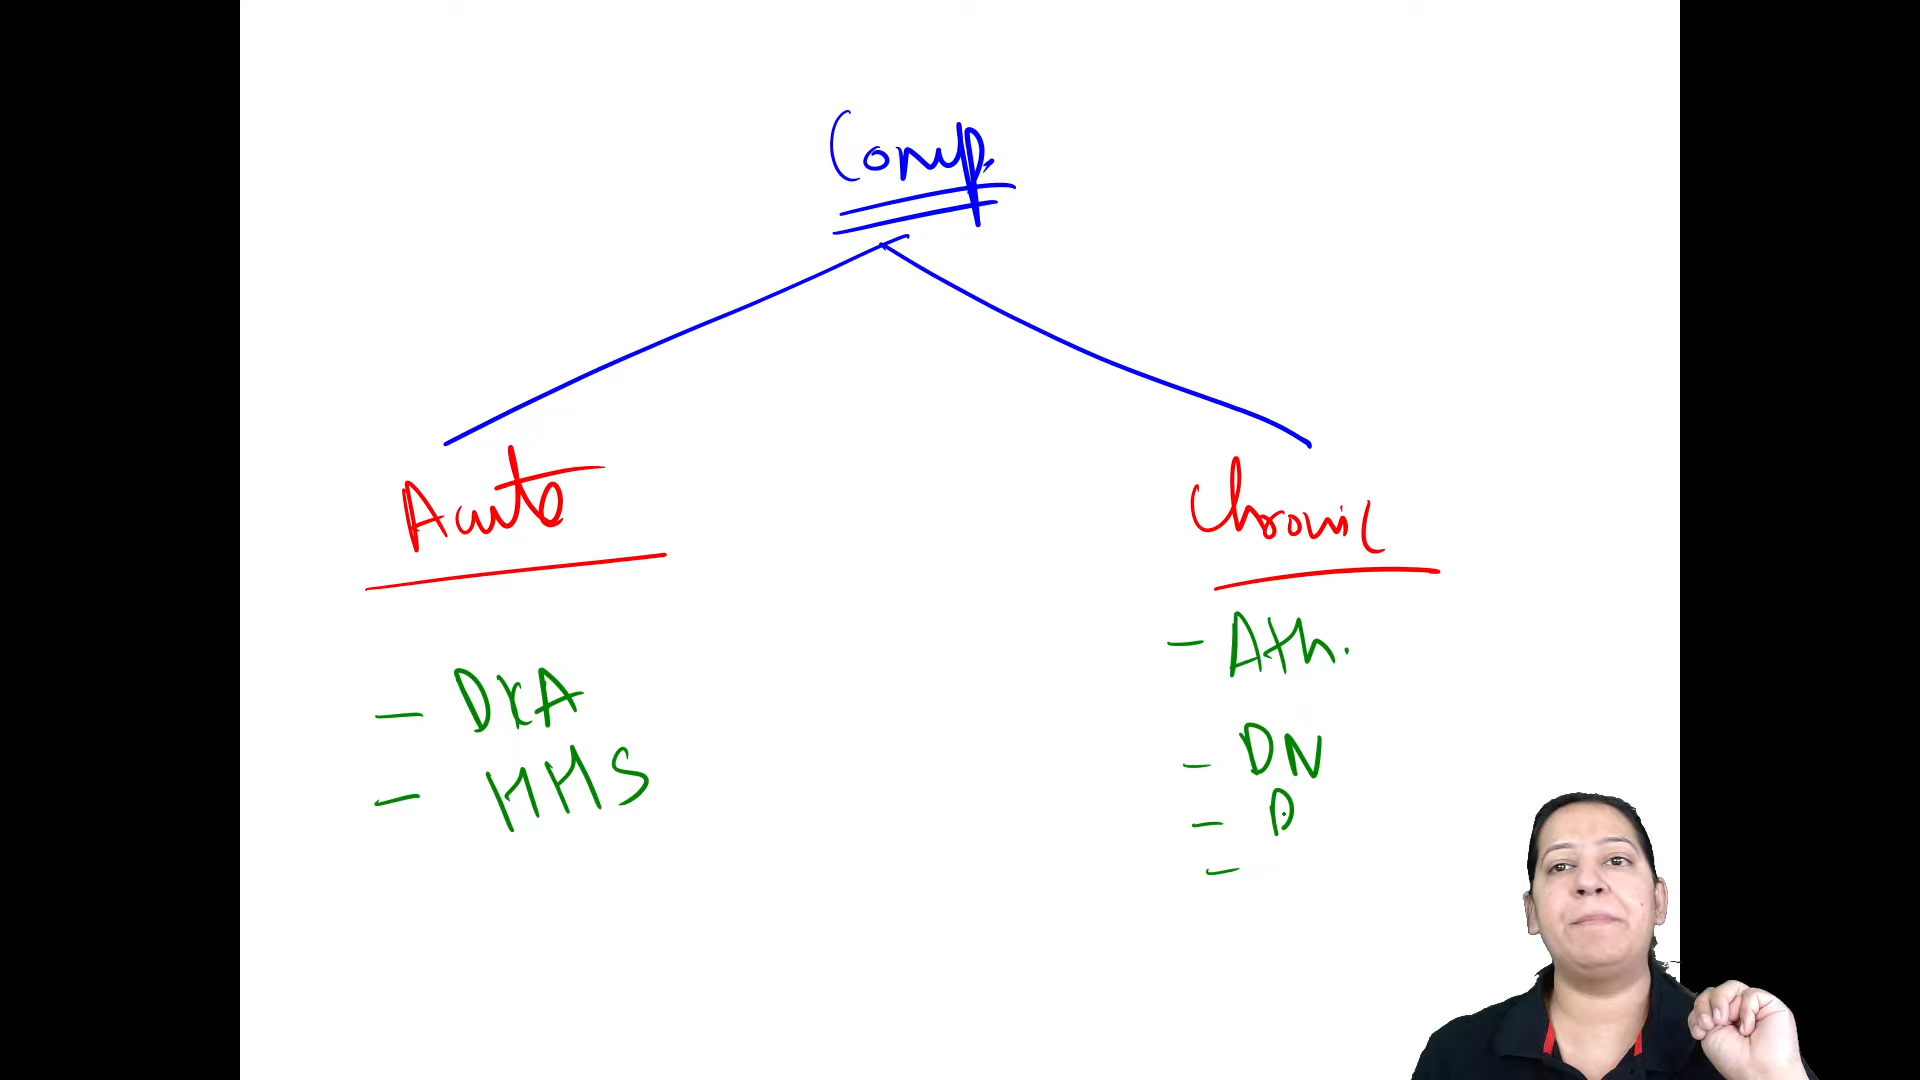 Comp.
Acute
Chronic
- DKA
- HHS
- Ath.
- DN
- D
-